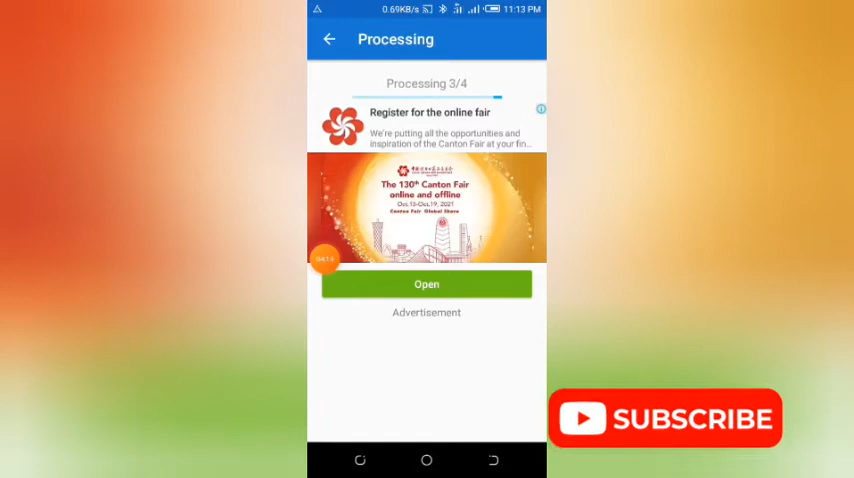 0.69KB/s 11:13 PM
Processing
Processing 3/4
Register for the online fair
We're putting all the opportunities and
inspiration of the Canton Fair at your fin...
The 130th Canton Fair
online and offline
Oct.15-Oct.19, 2021
Canton Fair Global Share
04:14
Open
Advertisement
SUBSCRIBE